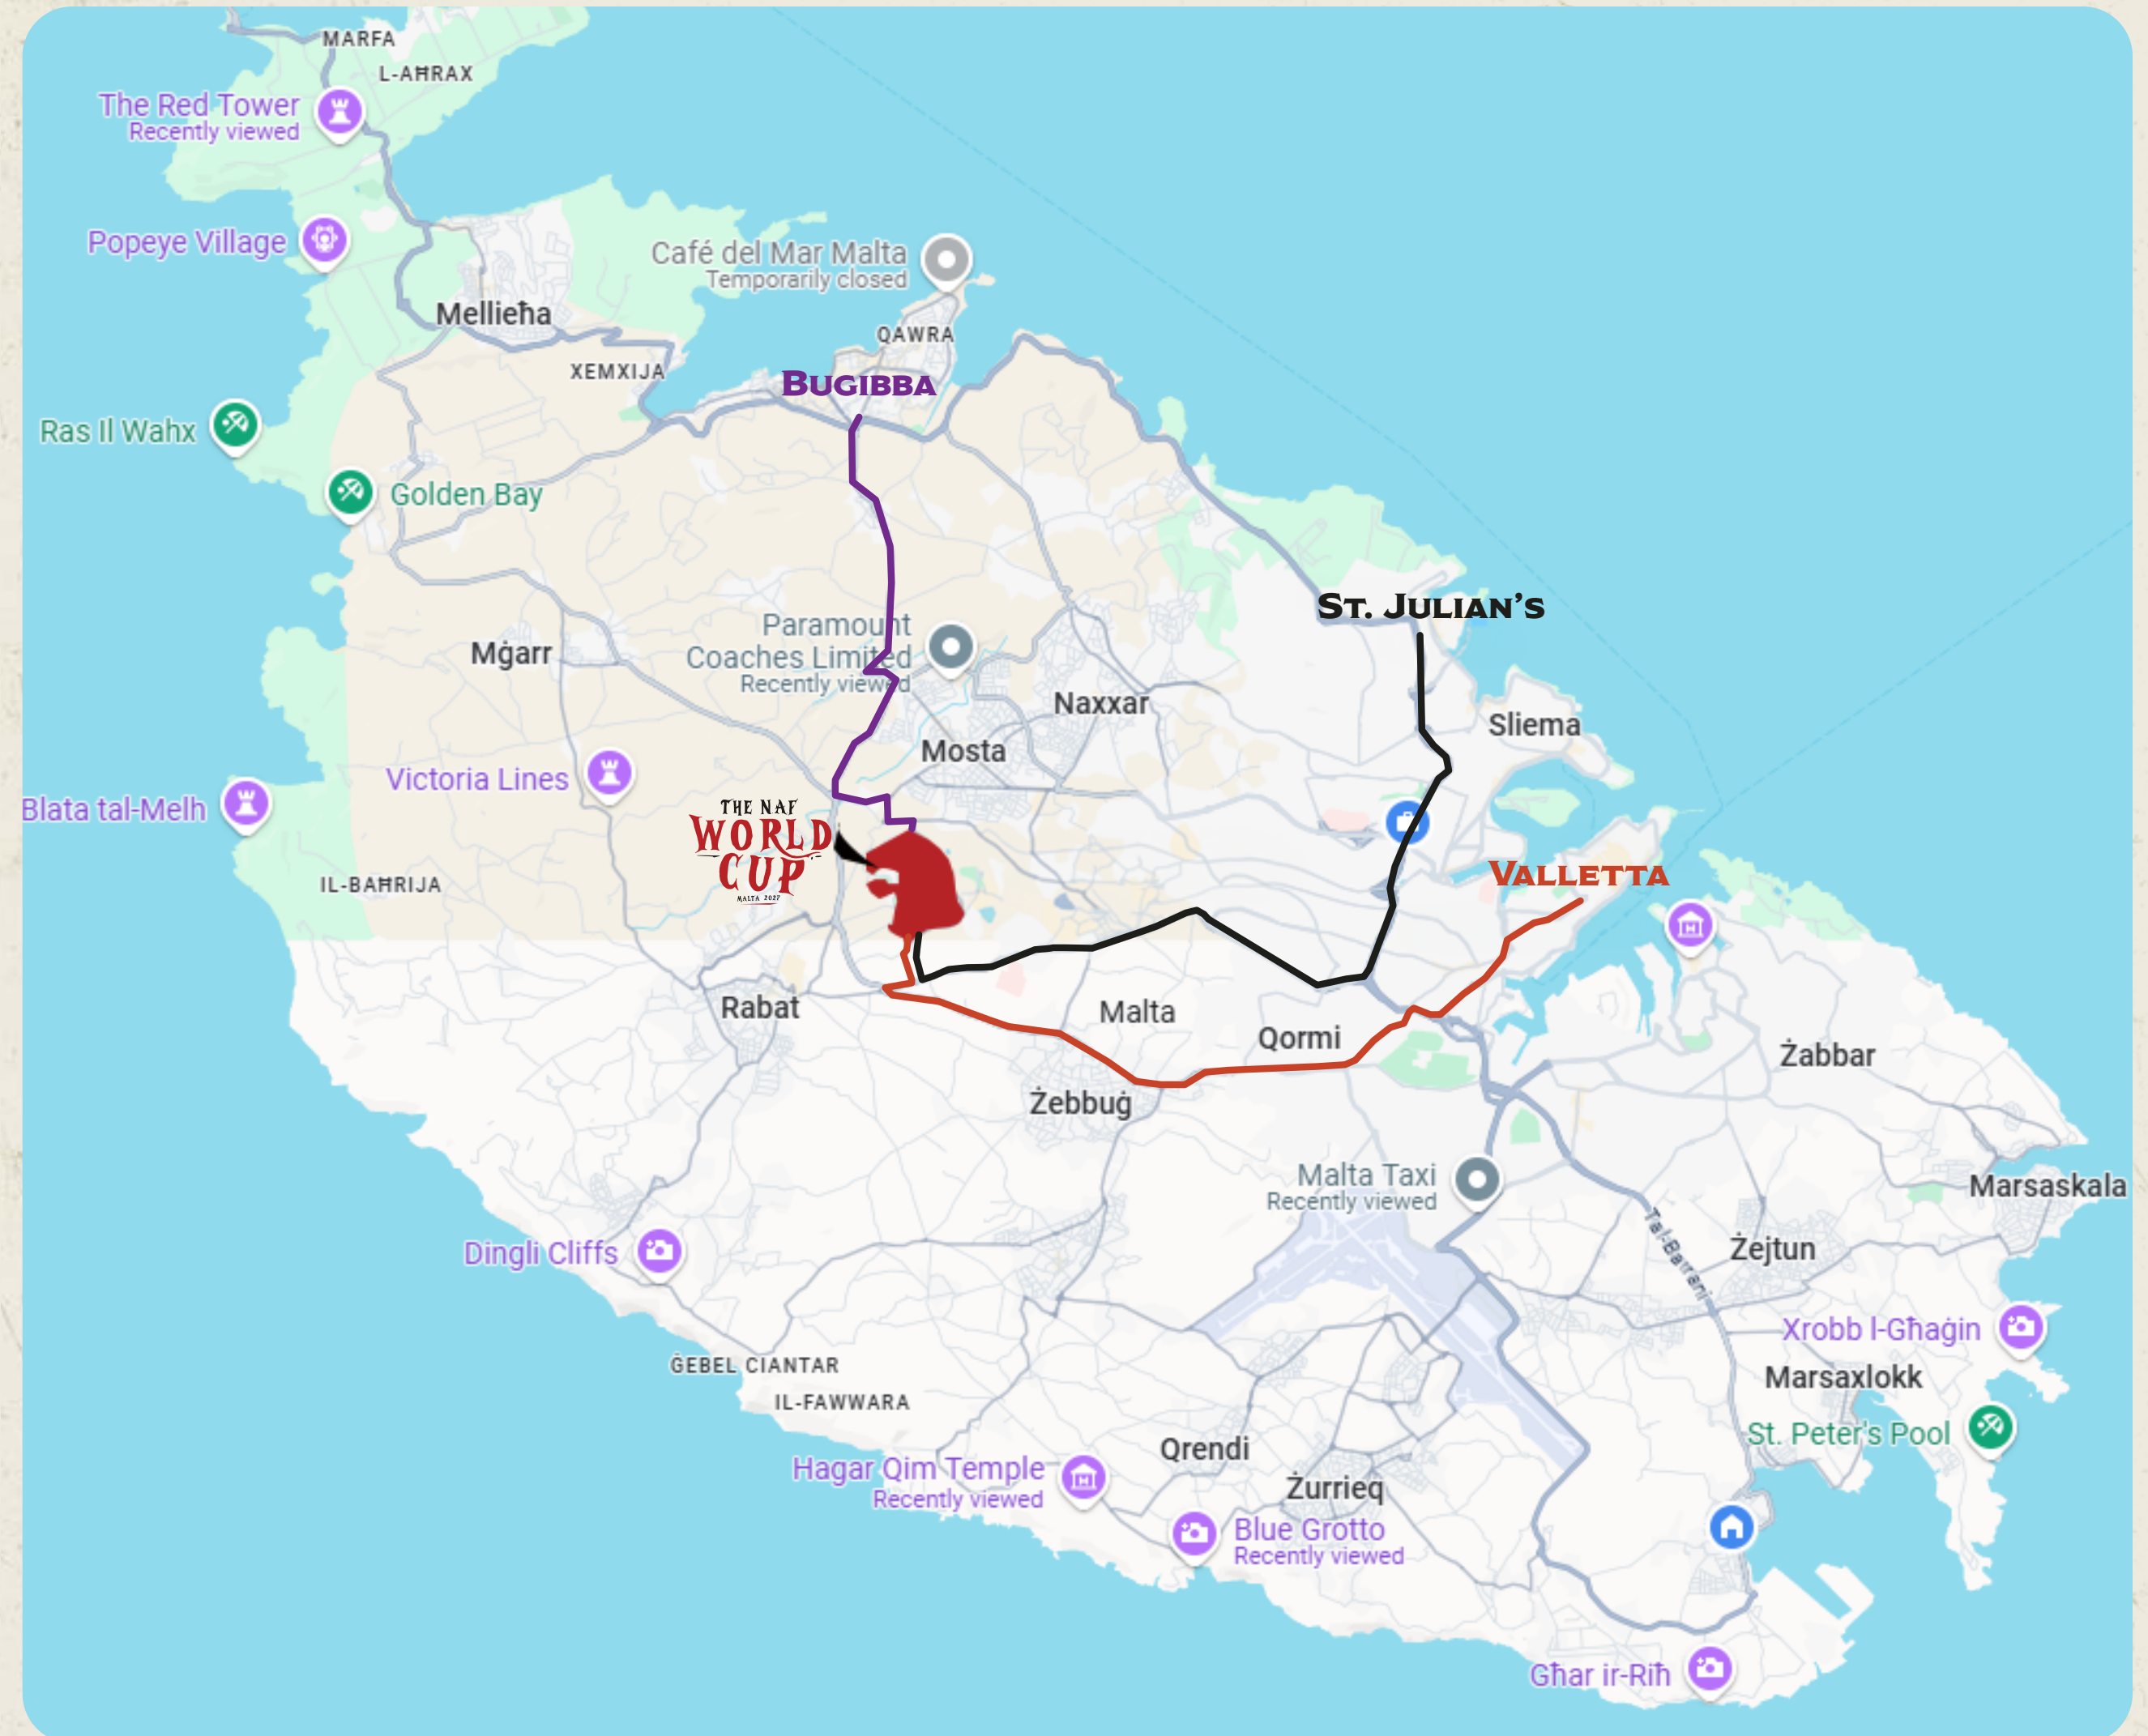 MARFA
L-AĦRAX
The Red Tower
Recently viewed
Popeye Village
Café del Mar Malta
Temporarily closed
Mellieħa
QAWRA
XEMXIJA
BUGIBBA
Ras Il Wahx
Golden Bay
ST. JULIAN'S
Paramount
Coaches Limited
Recently viewed
Mġarr
Naxxar
Sliema
Mosta
Victoria Lines
Blata tal-Melh
THE NAF
WORLD
CUP
MALTA 2027
VALLETTA
IL-BAĦRIJA
Rabat
Malta
Qormi
Żabbar
Żebbuġ
Malta Taxi
Recently viewed
Marsaskala
Tal-Barrani
Żejtun
Dingli Cliffs
Xrobb l-Għaġin
ĠEBEL CIANTAR
Marsaxlokk
IL-FAWWARA
St. Peter's Pool
Qrendi
Hagar Qim Temple
Recently viewed
Żurrieq
Blue Grotto
Recently viewed
Għar ir-Riħ